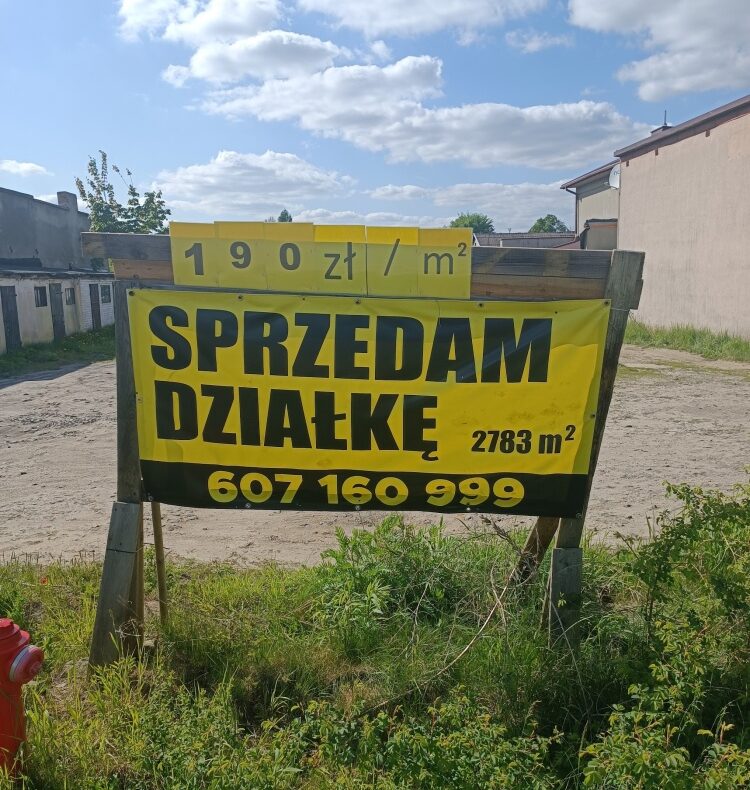 190 zł/m²
SPRZEDAM
DZIAŁKĘ 2783 m²
607 160 999